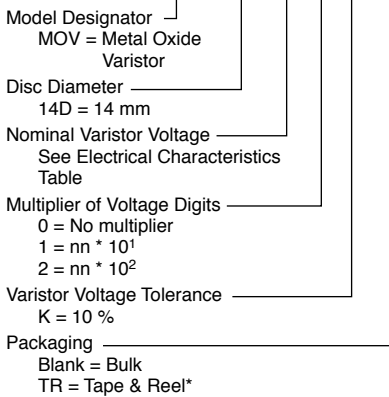 Model Designator
MOV = Metal Oxide
Varistor
Disc Diameter
14D = 14 mm
Nominal Varistor Voltage
See Electrical Characteristics
Table
Multiplier of Voltage Digits
0 = No multiplier
1 = nn * 10¹
2 = nn * 10²
Varistor Voltage Tolerance
K = 10 %
Packaging
Blank = Bulk
TR = Tape & Reel*